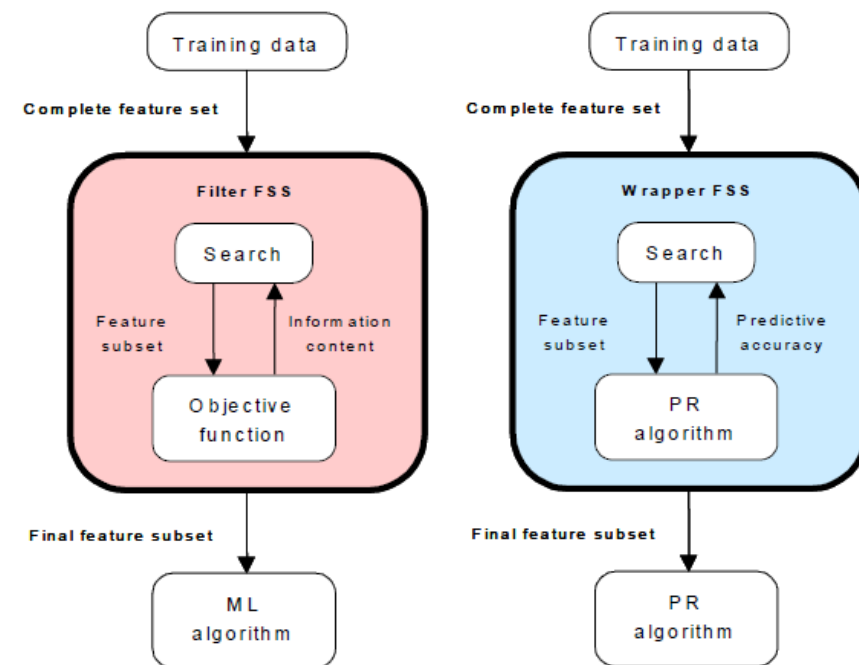 Training data
Complete feature set
Filter FSS
Search
Feature
subset
Information
content
Objective
function
Final feature subset
ML
algorithm
Training data
Complete feature set
Wrapper FSS
Search
Feature
subset
Predictive
accuracy
PR
algorithm
Final feature subset
PR
algorithm